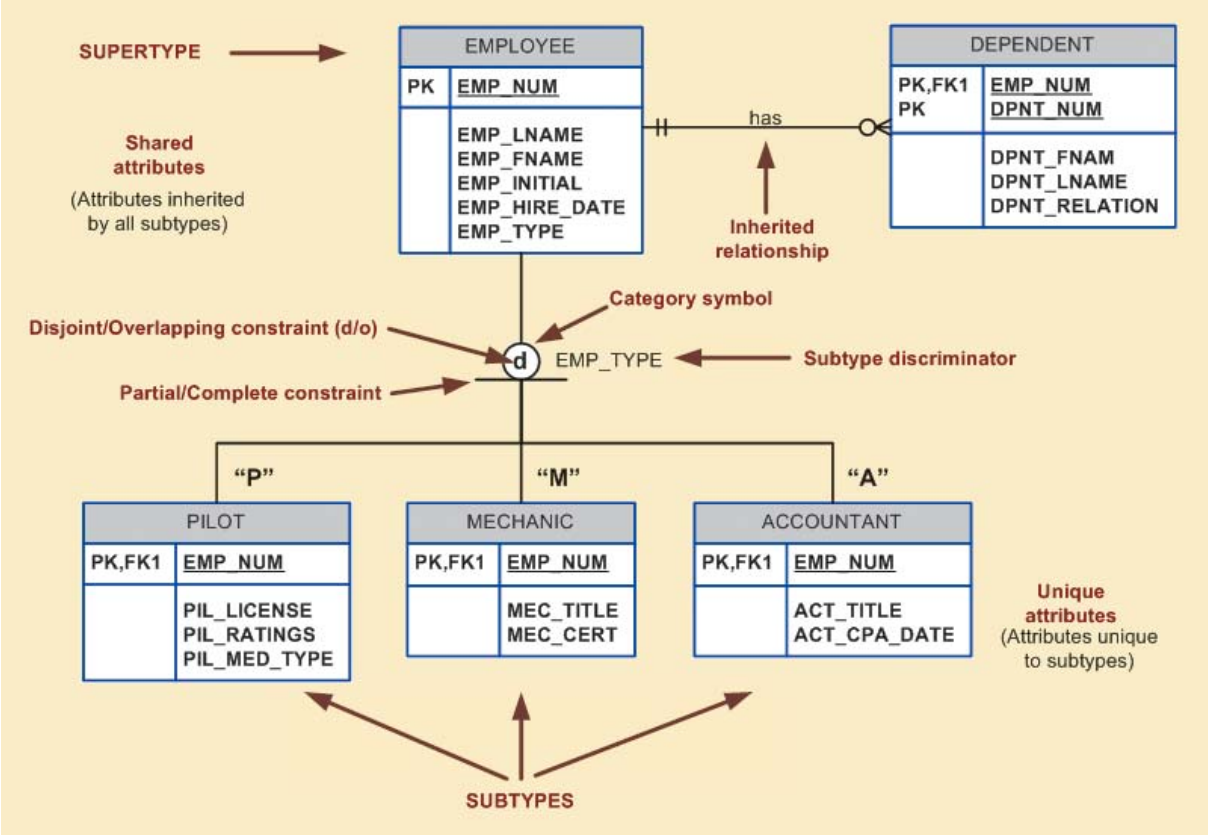 SUPERTYPE
EMPLOYEE
PK EMP_NUM
EMP_LNAME
EMP_FNAME
EMP_INITIAL
EMP_HIRE_DATE
EMP_TYPE
has
DEPENDENT
PK,FK1 EMP_NUM
PK DPNT_NUM
DPNT_FNAM
DPNT_LNAME
DPNT_RELATION
Shared
attributes
(Attributes inherited
by all subtypes)
Inherited
relationship
Category symbol
Disjoint/Overlapping constraint (d/o)
d
EMP_TYPE
Subtype discriminator
Partial/Complete constraint
“P”
“M”
“A”
PILOT
PK,FK1 EMP_NUM
PIL_LICENSE
PIL_RATINGS
PIL_MED_TYPE
MECHANIC
PK,FK1 EMP_NUM
MEC_TITLE
MEC_CERT
ACCOUNTANT
PK,FK1 EMP_NUM
ACT_TITLE
ACT_CPA_DATE
Unique
attributes
(Attributes unique
to subtypes)
SUBTYPES